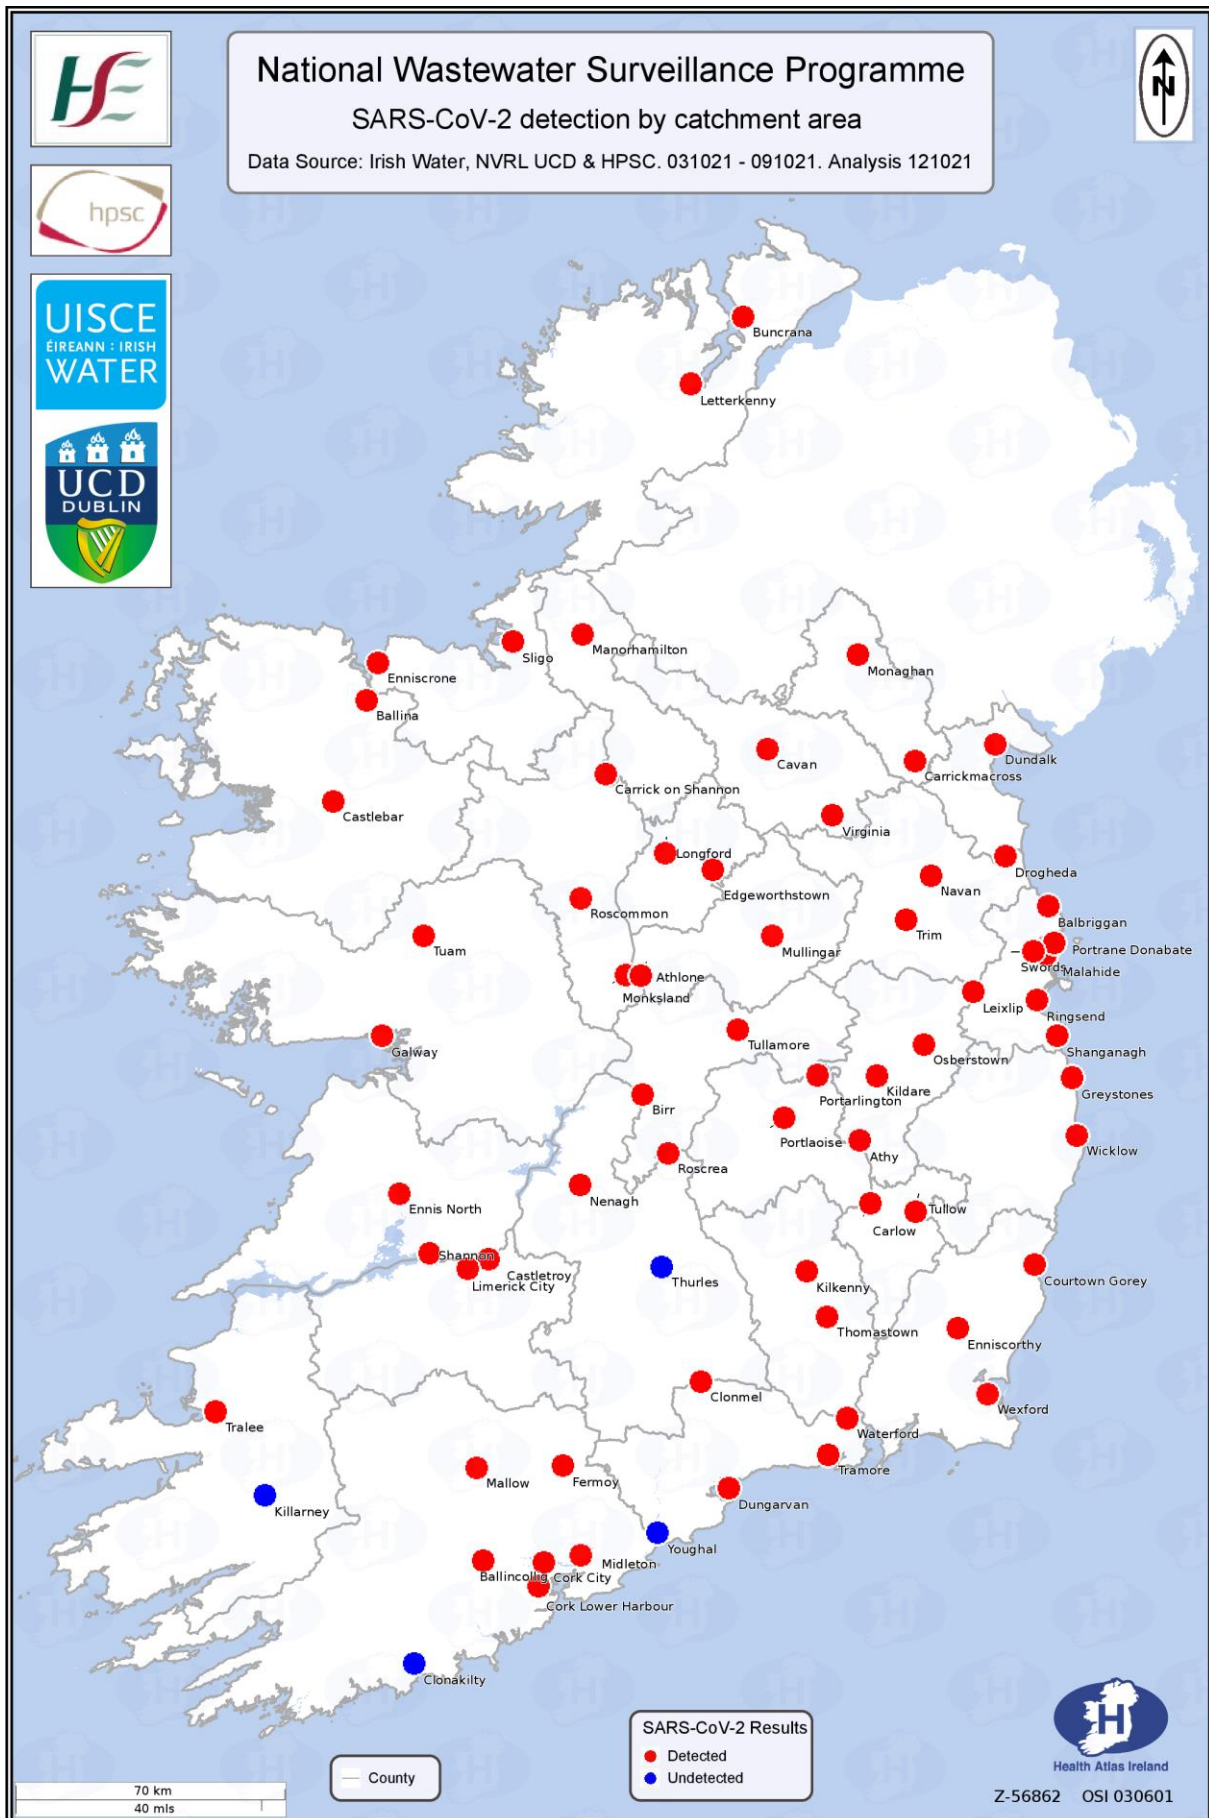 National Wastewater Surveillance Programme
SARS-CoV-2 detection by catchment area
Data Source: Irish Water, NVRL UCD & HPSC. 031021 - 091021. Analysis 121021
HSE
hpsc
UISCE
ÉIREANN : IRISH
WATER
UCD
DUBLIN
N
Buncrana
Letterkenny
Manorhamilton
Sligo
Monaghan
Enniscrone
Ballina
Dundalk
Cavan
Carrickmacross
Carrick on Shannon
Castlebar
Virginia
Longford
Drogheda
Edgeworthstown
Navan
Roscommon
Balbriggan
Trim
Tuam
Mullingar
Portrane Donabate
Swords
Malahide
Athlone
Monksland
Leixlip
Ringsend
Tullamore
Galway
Osberstown
Shanganagh
Kildare
Greystones
Portarlington
Birr
Portlaoise
Athy
Wicklow
Roscrea
Nenagh
Ennis North
Tullow
Carlow
Shannon
Castletroy
Limerick City
Thurles
Kilkenny
Courtown Gorey
Thomastown
Enniscorthy
Clonmel
Wexford
Tralee
Waterford
Tramore
Mallow
Fermoy
Dungarvan
Killarney
Youghal
Midleton
Ballincollig
Cork City
Cork Lower Harbour
Clonakilty
SARS-CoV-2 Results
Detected
Undetected
County
70 km
40 mls
H
Health Atlas Ireland
Z-56862 OSI 030601